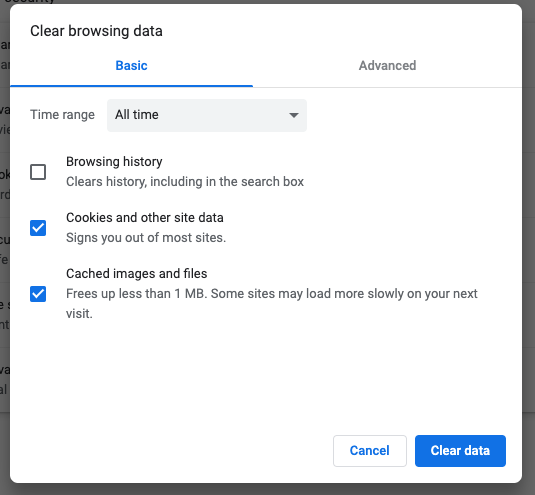 Clear browsing data
Basic
Advanced
Time range
All time
Browsing history
Clears history, including in the search box
Cookies and other site data
Signs you out of most sites.
Cached images and files
Frees up less than 1 MB. Some sites may load more slowly on your next
visit.
Cancel
Clear data